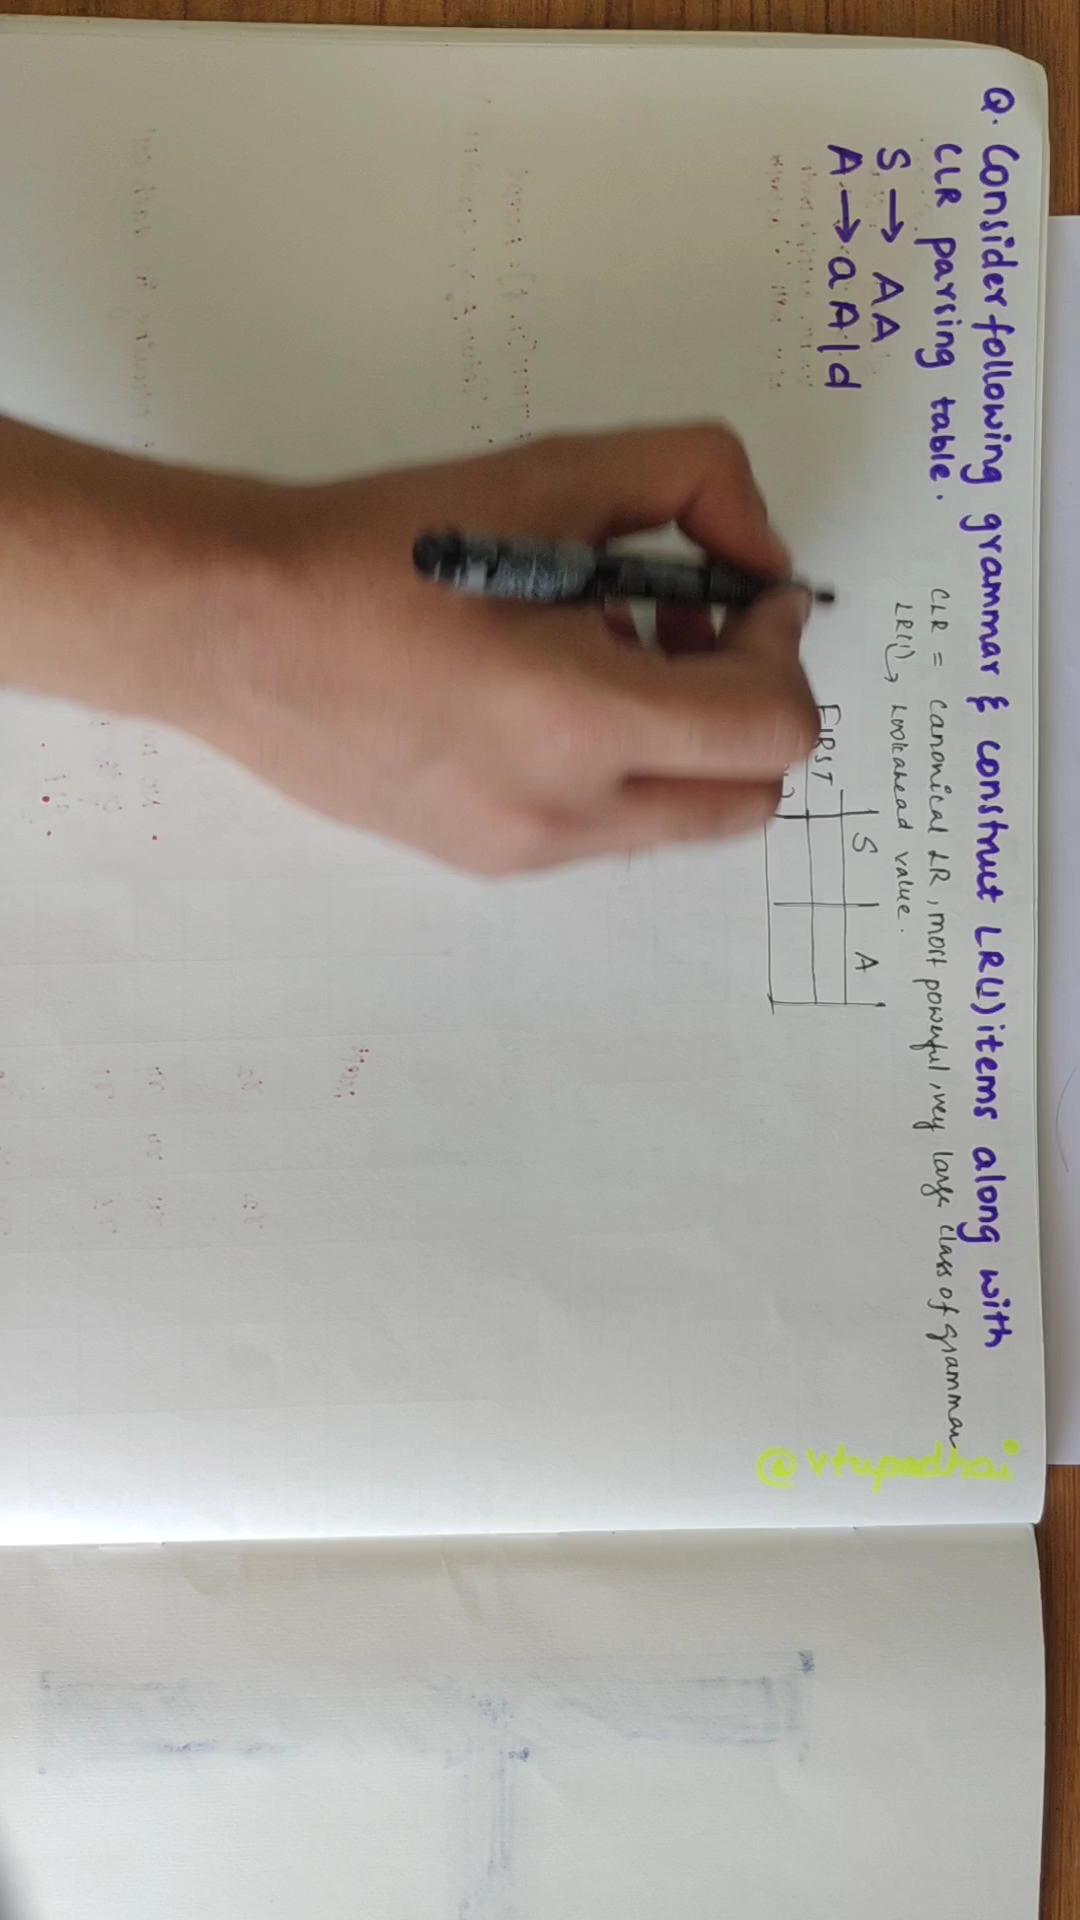 Q. Consider following grammar & construct LR(1) items along with
CLR parsing table.
S → AA
A → aA | d
CLR = canonical LR, most powerful, very large class of grammar
LR(1) → Lookahead value.
S A
FIRST
@vtupadhai